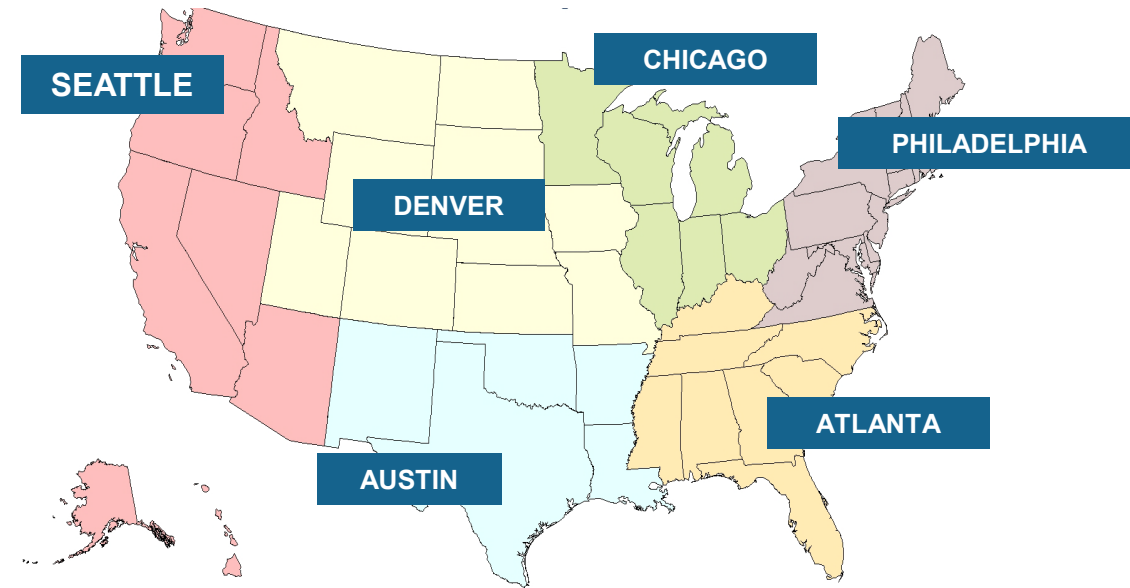 CHICAGO
SEATTLE
PHILADELPHIA
DENVER
ATLANTA
AUSTIN